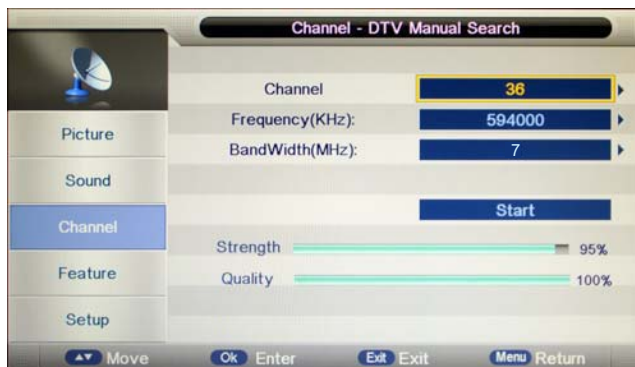 Channel - DTV Manual Search
Channel 36
Frequency(KHz): 594000
BandWidth(MHz): 7
Start
Strength 95%
Quality 100%
Picture
Sound
Channel
Feature
Setup
Move Ok Enter Exit Exit Menu Return